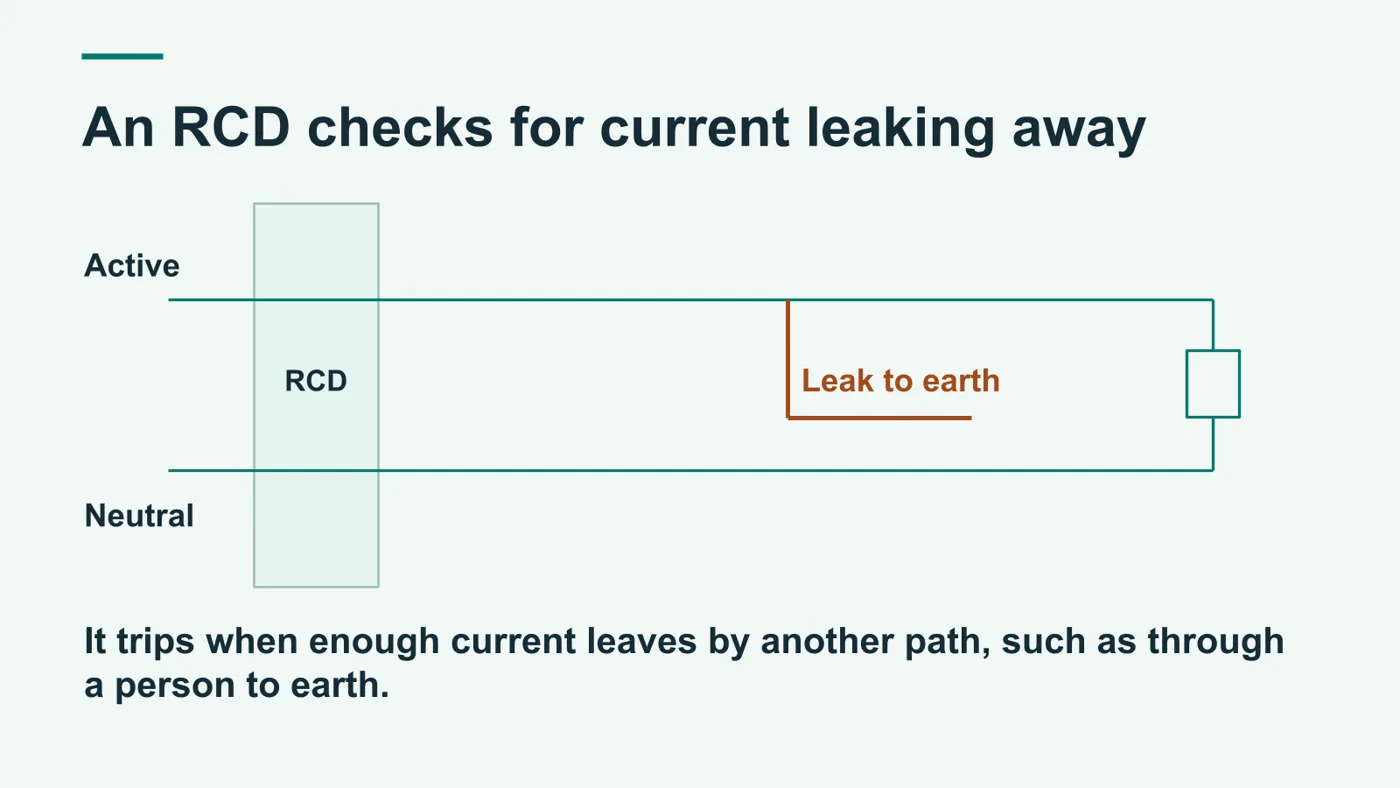 An RCD checks for current leaking away
Active
RCD
Leak to earth
Neutral
It trips when enough current leaves by another path, such as through
a person to earth.